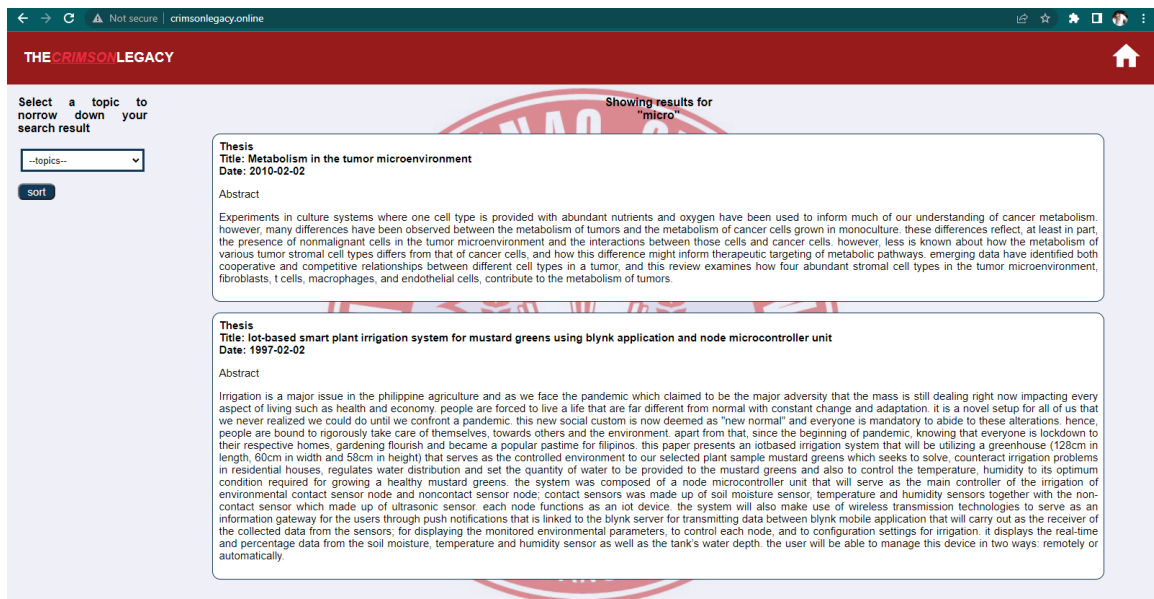 Not secure | crimsonlegacy.online
THECRIMSONLEGACY
Select a topic to
norrow down your
search result
--topics--
sort
Showing results for
"micro"
Thesis
Title: Metabolism in the tumor microenvironment
Date: 2010-02-02
Abstract
Experiments in culture systems where one cell type is provided with abundant nutrients and oxygen have been used to inform much of our understanding of cancer metabolism.
however, many differences have been observed between the metabolism of tumors and the metabolism of cancer cells grown in monoculture. these differences reflect, at least in part,
the presence of nonmalignant cells in the tumor microenvironment and the interactions between those cells and cancer cells. however, less is known about how the metabolism of
various tumor stromal cell types differs from that of cancer cells, and how this difference might inform therapeutic targeting of metabolic pathways. emerging data have identified both
cooperative and competitive relationships between different cell types in a tumor, and this review examines how four abundant stromal cell types in the tumor microenvironment,
fibroblasts, t cells, macrophages, and endothelial cells, contribute to the metabolism of tumors.
Thesis
Title: Iot-based smart plant irrigation system for mustard greens using blynk application and node microcontroller unit
Date: 1997-02-02
Abstract
Irrigation is a major issue in the philippine agriculture and as we face the pandemic which claimed to be the major adversity that the mass is still dealing right now impacting every
aspect of living such as health and economy. people are forced to live a life that are far different from normal with constant change and adaptation. it is a novel setup for all of us that
we never realized we could do until we confront a pandemic. this new social custom is now deemed as "new normal" and everyone is mandatory to abide to these alterations. hence,
people are bound to rigorously take care of themselves, towards others and the environment. apart from that, since the beginning of pandemic, knowing that everyone is lockdown to
their respective homes, gardening flourish and became a popular pastime for filipinos. this paper presents an iotbased irrigation system that will be utilizing a greenhouse (128cm in
length, 60cm in width and 58cm in height) that serves as the controlled environment to our selected plant sample mustard greens which seeks to solve, counteract irrigation problems
in residential houses, regulates water distribution and set the quantity of water to be provided to the mustard greens and also to control the temperature, humidity to its optimum
condition required for growing a healthy mustard greens. the system was composed of a node microcontroller unit that will serve as the main controller of the irrigation of
environmental contact sensor node and noncontact sensor node; contact sensors was made up of soil moisture sensor, temperature and humidity sensors together with the non-
contact sensor which made up of ultrasonic sensor. each node functions as an iot device. the system will also make use of wireless transmission technologies to serve as an
information gateway for the users through push notifications that is linked to the blynk server for transmitting data between blynk mobile application that will carry out as the receiver of
the collected data from the sensors; for displaying the monitored environmental parameters, to control each node, and to configuration settings for irrigation. it displays the real-time
and percentage data from the soil moisture, temperature and humidity sensor as well as the tank's water depth. the user will be able to manage this device in two ways: remotely or
automatically.